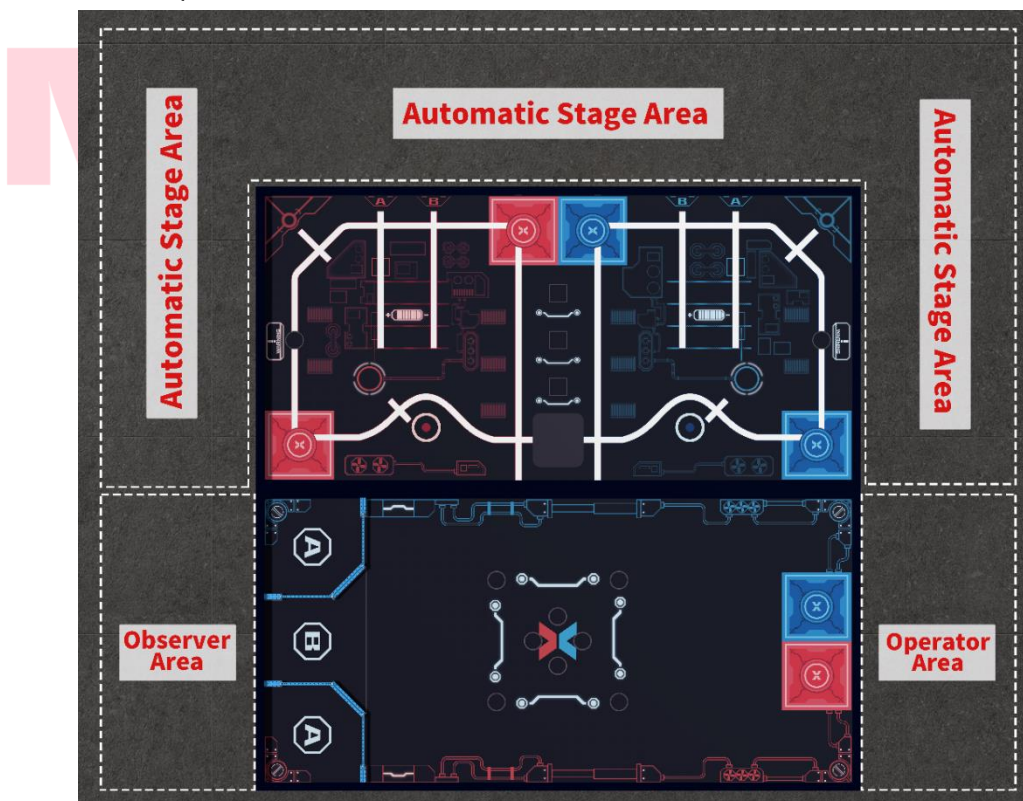 Automatic Stage Area
Automatic Stage Area
Automatic Stage Area
A B
B A
A
B
A
Observer
Area
Operator
Area